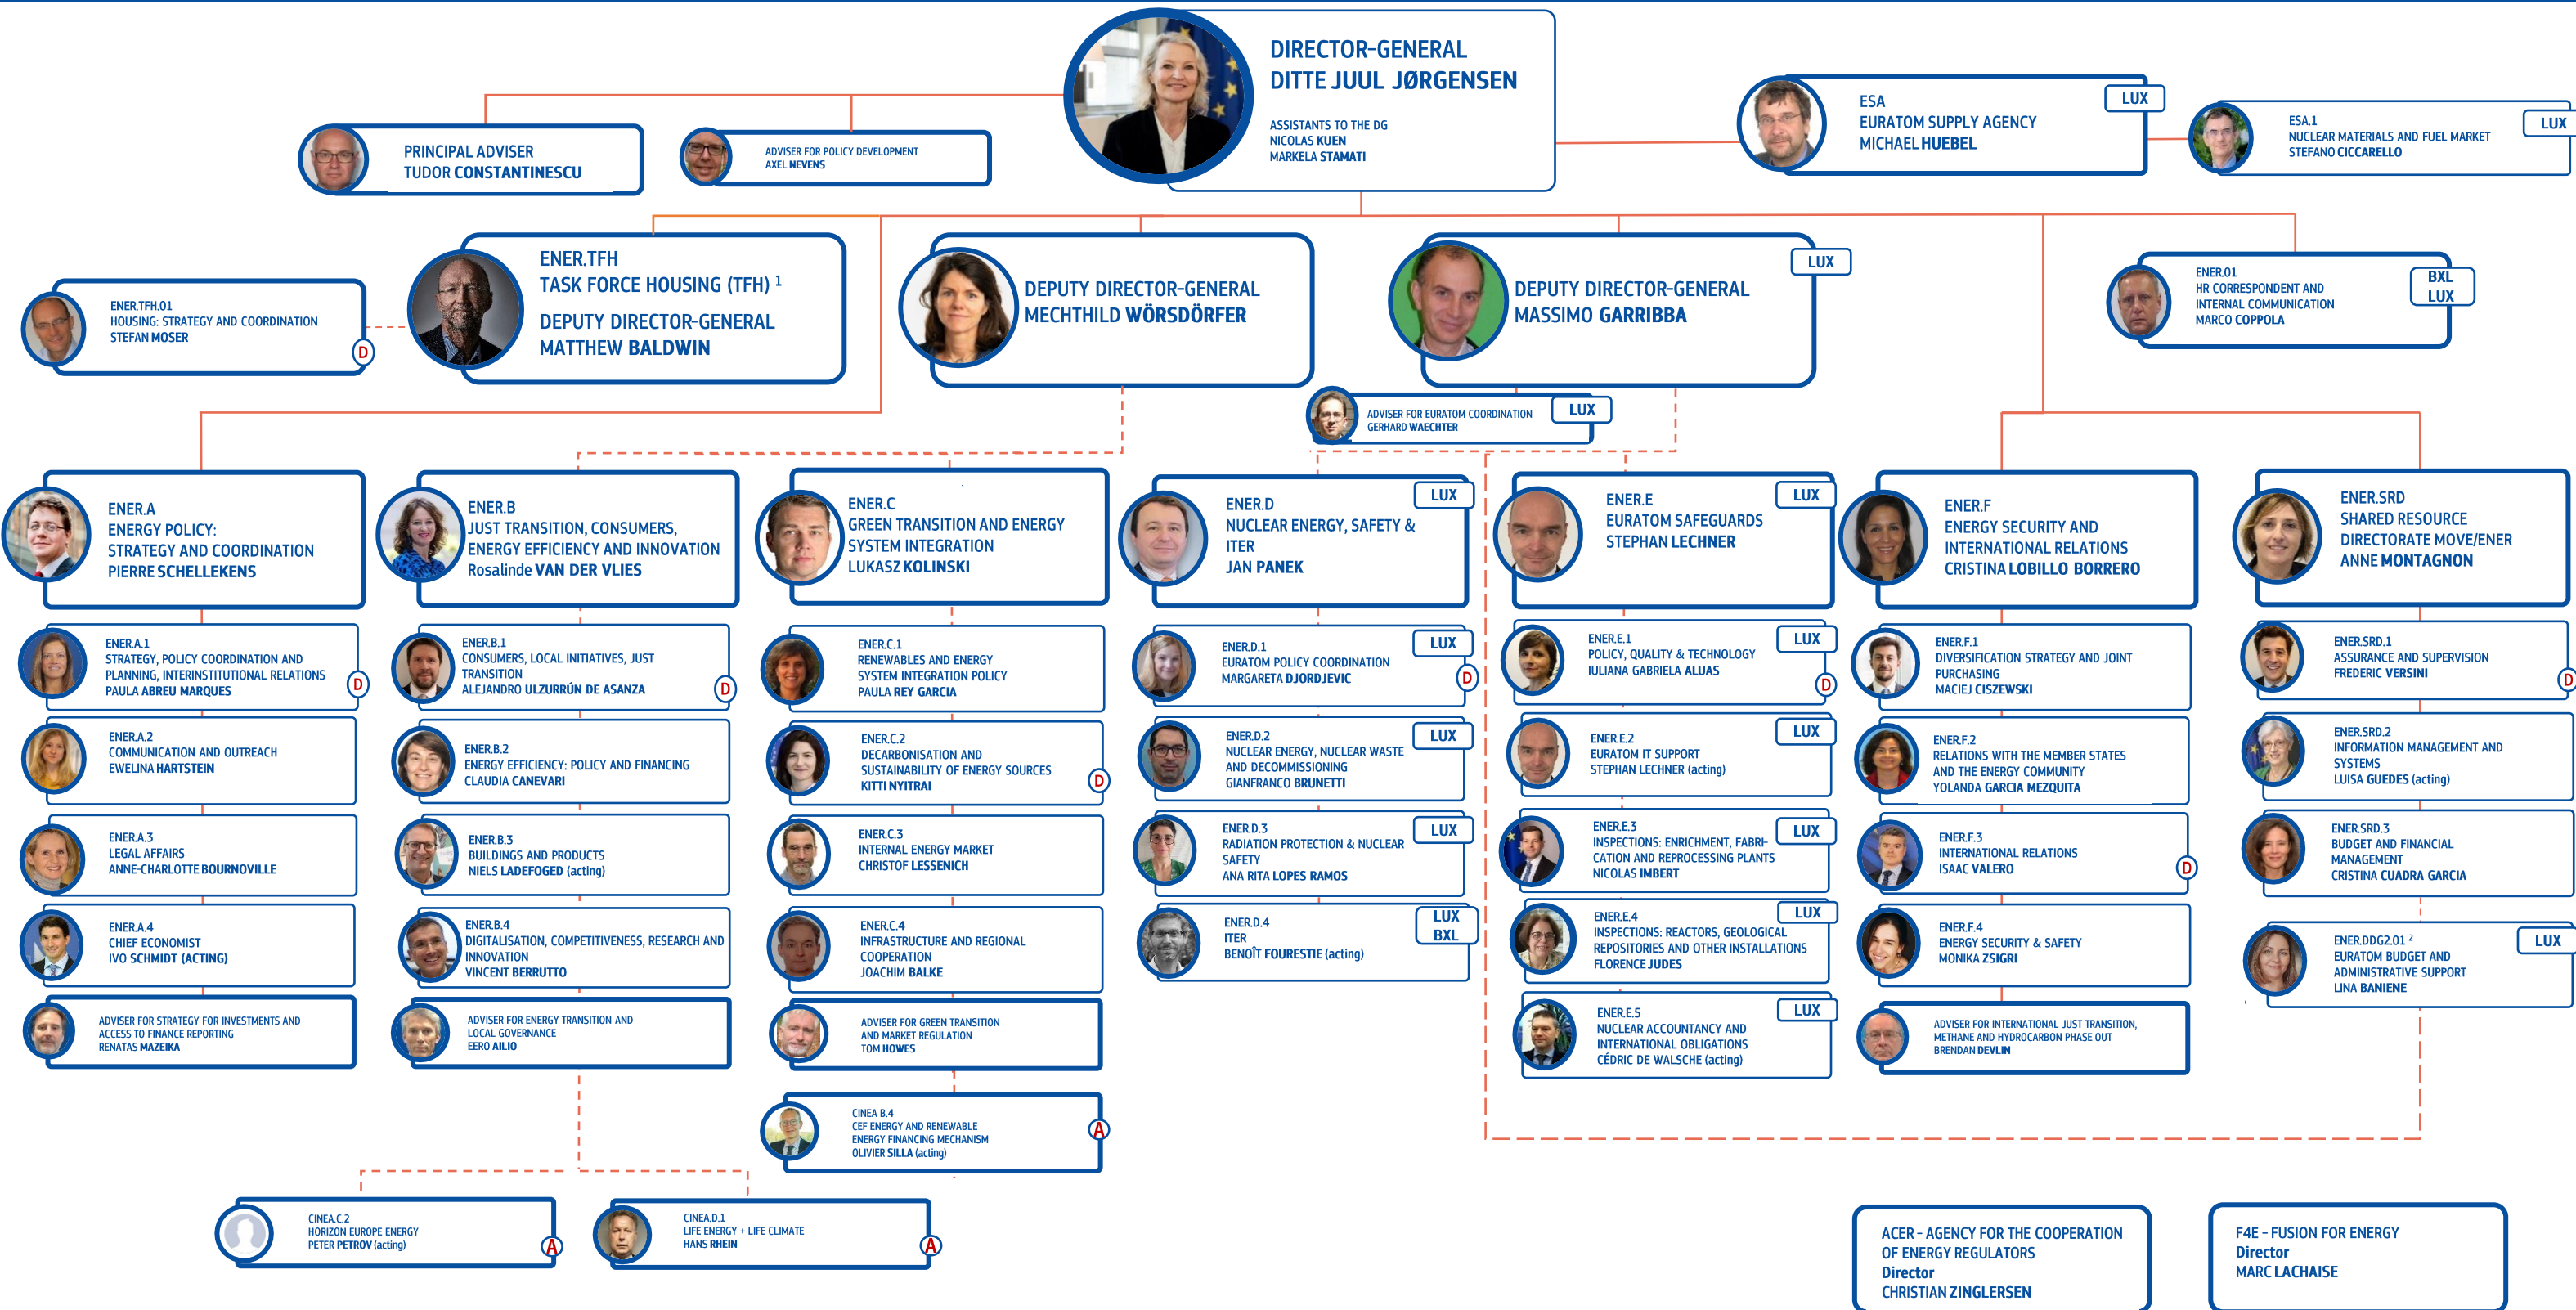 DIRECTOR-GENERAL
DITTE JUUL JØRGENSEN
ASSISTANTS TO THE DG
NICOLAS KUEN
MARKELA STAMATI
PRINCIPAL ADVISER
TUDOR CONSTANTINESCU
ADVISER FOR POLICY DEVELOPMENT
AXEL NEVENS
ESA
EURATOM SUPPLY AGENCY
MICHAEL HUEBEL
LUX
ESA.1
NUCLEAR MATERIALS AND FUEL MARKET
STEFANO CICCARELLO
LUX
ENER.TFH.01
HOUSING: STRATEGY AND COORDINATION
STEFAN MOSER
D
ENER.TFH
TASK FORCE HOUSING (TFH) 1
DEPUTY DIRECTOR-GENERAL
MATTHEW BALDWIN
DEPUTY DIRECTOR-GENERAL
MECHTHILD WÖRSDÖRFER
DEPUTY DIRECTOR-GENERAL
MASSIMO GARRIBBA
LUX
ENER.01
HR CORRESPONDENT AND
INTERNAL COMMUNICATION
MARCO COPPOLA
BXL
LUX
ADVISER FOR EURATOM COORDINATION
GERHARD WAECHTER
LUX
ENER.A
ENERGY POLICY:
STRATEGY AND COORDINATION
PIERRE SCHELLEKENS
ENER.A.1
STRATEGY, POLICY COORDINATION AND
PLANNING, INTERINSTITUTIONAL RELATIONS
PAULA ABREU MARQUES
D
ENER.A.2
COMMUNICATION AND OUTREACH
EWELINA HARTSTEIN
ENER.A.3
LEGAL AFFAIRS
ANNE-CHARLOTTE BOURNOVILLE
ENER.A.4
CHIEF ECONOMIST
IVO SCHMIDT (ACTING)
ADVISER FOR STRATEGY FOR INVESTMENTS AND
ACCESS TO FINANCE REPORTING
RENATAS MAZEIKA
ENER.B
JUST TRANSITION, CONSUMERS,
ENERGY EFFICIENCY AND INNOVATION
Rosalinde VAN DER VLIES
ENER.B.1
CONSUMERS, LOCAL INITIATIVES, JUST
TRANSITION
ALEJANDRO ULZURRÚN DE ASANZA
D
ENER.B.2
ENERGY EFFICIENCY: POLICY AND FINANCING
CLAUDIA CANEVARI
ENER.B.3
BUILDINGS AND PRODUCTS
NIELS LADEFOGED (acting)
ENER.B.4
DIGITALISATION, COMPETITIVENESS, RESEARCH AND
INNOVATION
VINCENT BERRUTTO
ADVISER FOR ENERGY TRANSITION AND
LOCAL GOVERNANCE
EERO AILIO
CINEA.C.2
HORIZON EUROPE ENERGY
PETER PETROV (acting)
A
CINEA.D.1
LIFE ENERGY + LIFE CLIMATE
HANS RHEIN
A
ENER.C
GREEN TRANSITION AND ENERGY
SYSTEM INTEGRATION
LUKASZ KOLINSKI
ENER.C.1
RENEWABLES AND ENERGY
SYSTEM INTEGRATION POLICY
PAULA REY GARCIA
ENER.C.2
DECARBONISATION AND
SUSTAINABILITY OF ENERGY SOURCES
KITTI NYITRAI
D
ENER.C.3
INTERNAL ENERGY MARKET
CHRISTOF LESSENICH
ENER.C.4
INFRASTRUCTURE AND REGIONAL
COOPERATION
JOACHIM BALKE
ADVISER FOR GREEN TRANSITION
AND MARKET REGULATION
TOM HOWES
CINEA B.4
CEF ENERGY AND RENEWABLE
ENERGY FINANCING MECHANISM
OLIVIER SILLA (acting)
A
ENER.D
NUCLEAR ENERGY, SAFETY &
ITER
JAN PANEK
LUX
ENER.D.1
EURATOM POLICY COORDINATION
MARGARETA DJORDJEVIC
LUX
D
ENER.D.2
NUCLEAR ENERGY, NUCLEAR WASTE
AND DECOMMISSIONING
GIANFRANCO BRUNETTI
LUX
ENER.D.3
RADIATION PROTECTION & NUCLEAR
SAFETY
ANA RITA LOPES RAMOS
LUX
ENER.D.4
ITER
BENOÎT FOURESTIE (acting)
LUX
BXL
ENER.E
EURATOM SAFEGUARDS
STEPHAN LECHNER
LUX
ENER.E.1
POLICY, QUALITY & TECHNOLOGY
IULIANA GABRIELA ALUAS
LUX
D
ENER.E.2
EURATOM IT SUPPORT
STEPHAN LECHNER (acting)
LUX
ENER.E.3
INSPECTIONS: ENRICHMENT, FABRI-
CATION AND REPROCESSING PLANTS
NICOLAS IMBERT
LUX
ENER.E.4
INSPECTIONS: REACTORS, GEOLOGICAL
REPOSITORIES AND OTHER INSTALLATIONS
FLORENCE JUDES
LUX
ENER.E.5
NUCLEAR ACCOUNTANCY AND
INTERNATIONAL OBLIGATIONS
CÉDRIC DE WALSCHE (acting)
LUX
ENER.F
ENERGY SECURITY AND
INTERNATIONAL RELATIONS
CRISTINA LOBILLO BORRERO
ENER.F.1
DIVERSIFICATION STRATEGY AND JOINT
PURCHASING
MACIEJ CISZEWSKI
ENER.F.2
RELATIONS WITH THE MEMBER STATES
AND THE ENERGY COMMUNITY
YOLANDA GARCIA MEZQUITA
ENER.F.3
INTERNATIONAL RELATIONS
ISAAC VALERO
D
ENER.F.4
ENERGY SECURITY & SAFETY
MONIKA ZSIGRI
ADVISER FOR INTERNATIONAL JUST TRANSITION,
METHANE AND HYDROCARBON PHASE OUT
BRENDAN DEVLIN
ENER.SRD
SHARED RESOURCE
DIRECTORATE MOVE/ENER
ANNE MONTAGNON
ENER.SRD.1
ASSURANCE AND SUPERVISION
FREDERIC VERSINI
D
ENER.SRD.2
INFORMATION MANAGEMENT AND
SYSTEMS
LUISA GUEDES (acting)
ENER.SRD.3
BUDGET AND FINANCIAL
MANAGEMENT
CRISTINA CUADRA GARCIA
ENER.DDG2.01 2
EURATOM BUDGET AND
ADMINISTRATIVE SUPPORT
LINA BANIENE
LUX
ACER - AGENCY FOR THE COOPERATION
OF ENERGY REGULATORS
Director
CHRISTIAN ZINGLERSEN
F4E - FUSION FOR ENERGY
Director
MARC LACHAISE